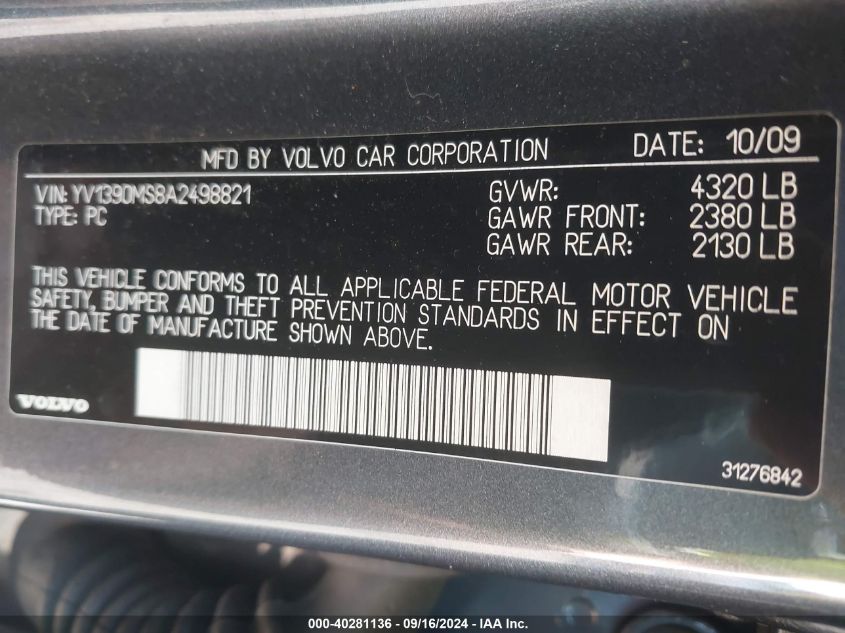 MFD BY VOLVO CAR CORPORATION DATE: 10/09
VIN: YV1390MS8A2498821 GVWR: 4320 LB
TYPE: PC GAWR FRONT: 2380 LB
GAWR REAR: 2130 LB
THIS VEHICLE CONFORMS TO ALL APPLICABLE FEDERAL MOTOR VEHICLE
SAFETY, BUMPER AND THEFT PREVENTION STANDARDS IN EFFECT ON
THE DATE OF MANUFACTURE SHOWN ABOVE.
VOLVO
31276842
000-40281136 - 09/16/2024 - IAA Inc.